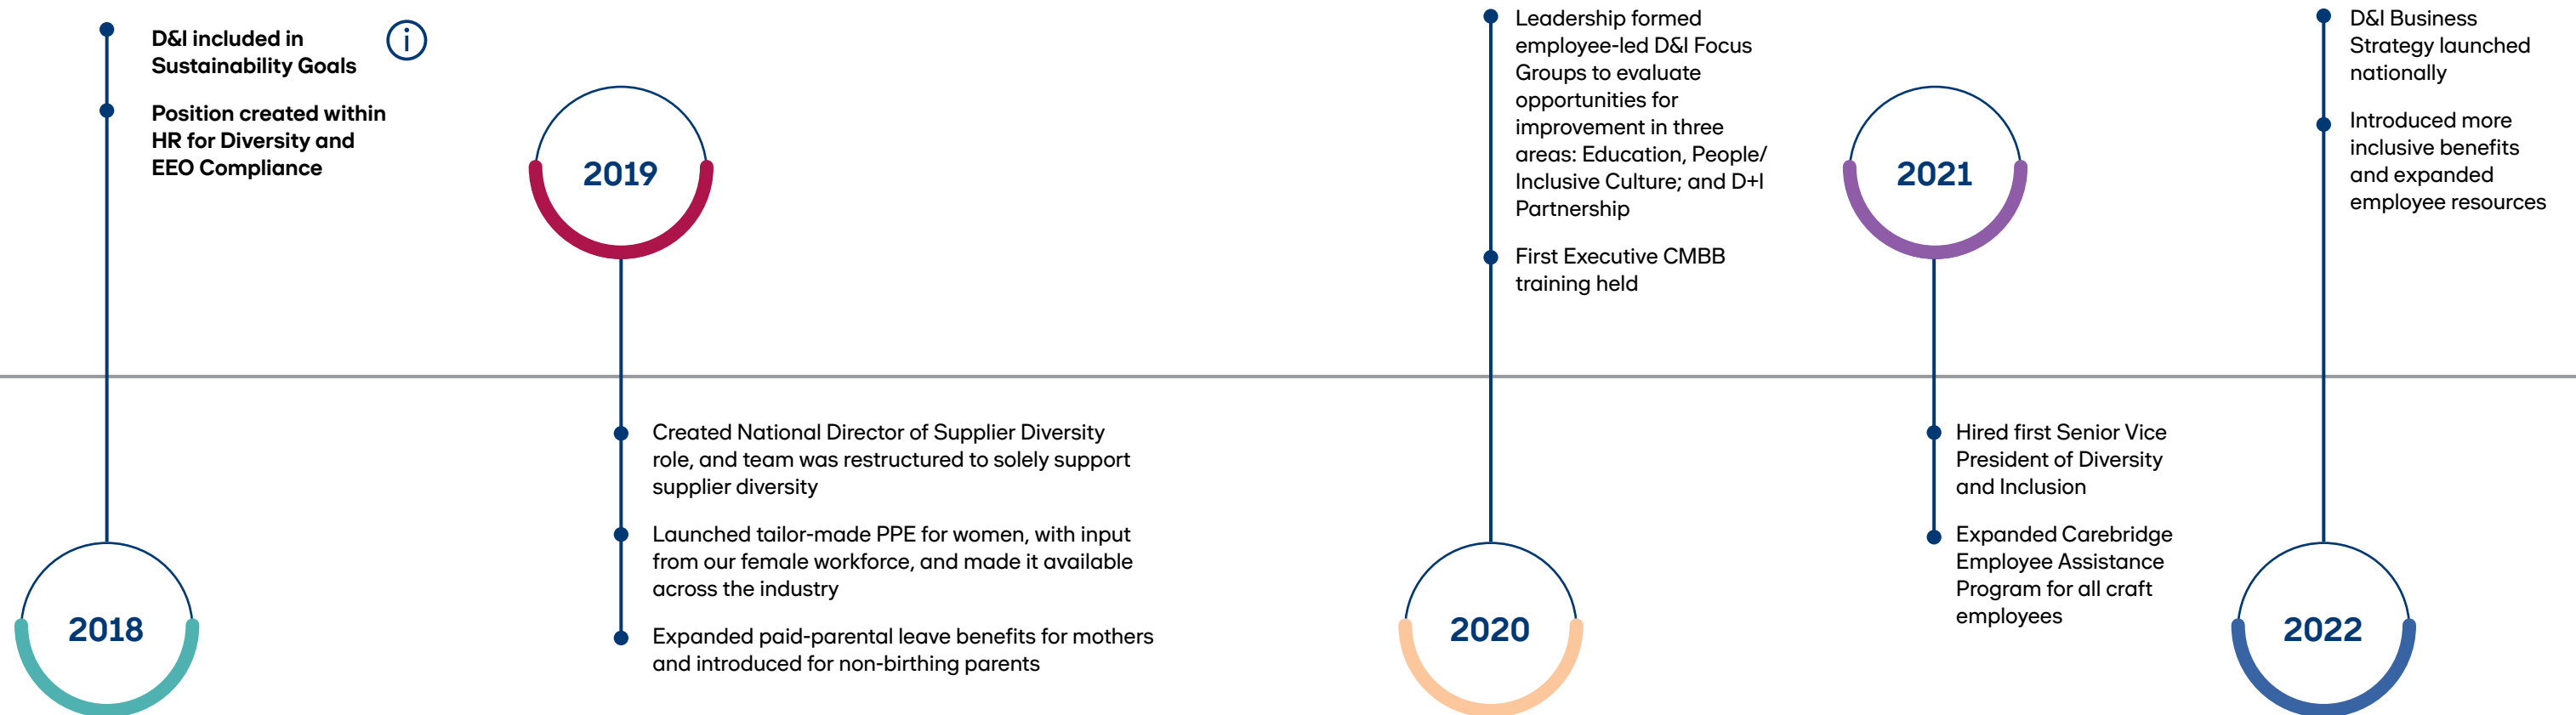 D&I included in
Sustainability Goals
i
Position created within
HR for Diversity and
EEO Compliance
2018
2019
Created National Director of Supplier Diversity
role, and team was restructured to solely support
supplier diversity
Launched tailor-made PPE for women, with input
from our female workforce, and made it available
across the industry
Expanded paid-parental leave benefits for mothers
and introduced for non-birthing parents
Leadership formed
employee-led D&I Focus
Groups to evaluate
opportunities for
improvement in three
areas: Education, People/
Inclusive Culture; and D+I
Partnership
First Executive CMBB
training held
2020
2021
Hired first Senior Vice
President of Diversity
and Inclusion
Expanded Carebridge
Employee Assistance
Program for all craft
employees
D&I Business
Strategy launched
nationally
Introduced more
inclusive benefits
and expanded
employee resources
2022